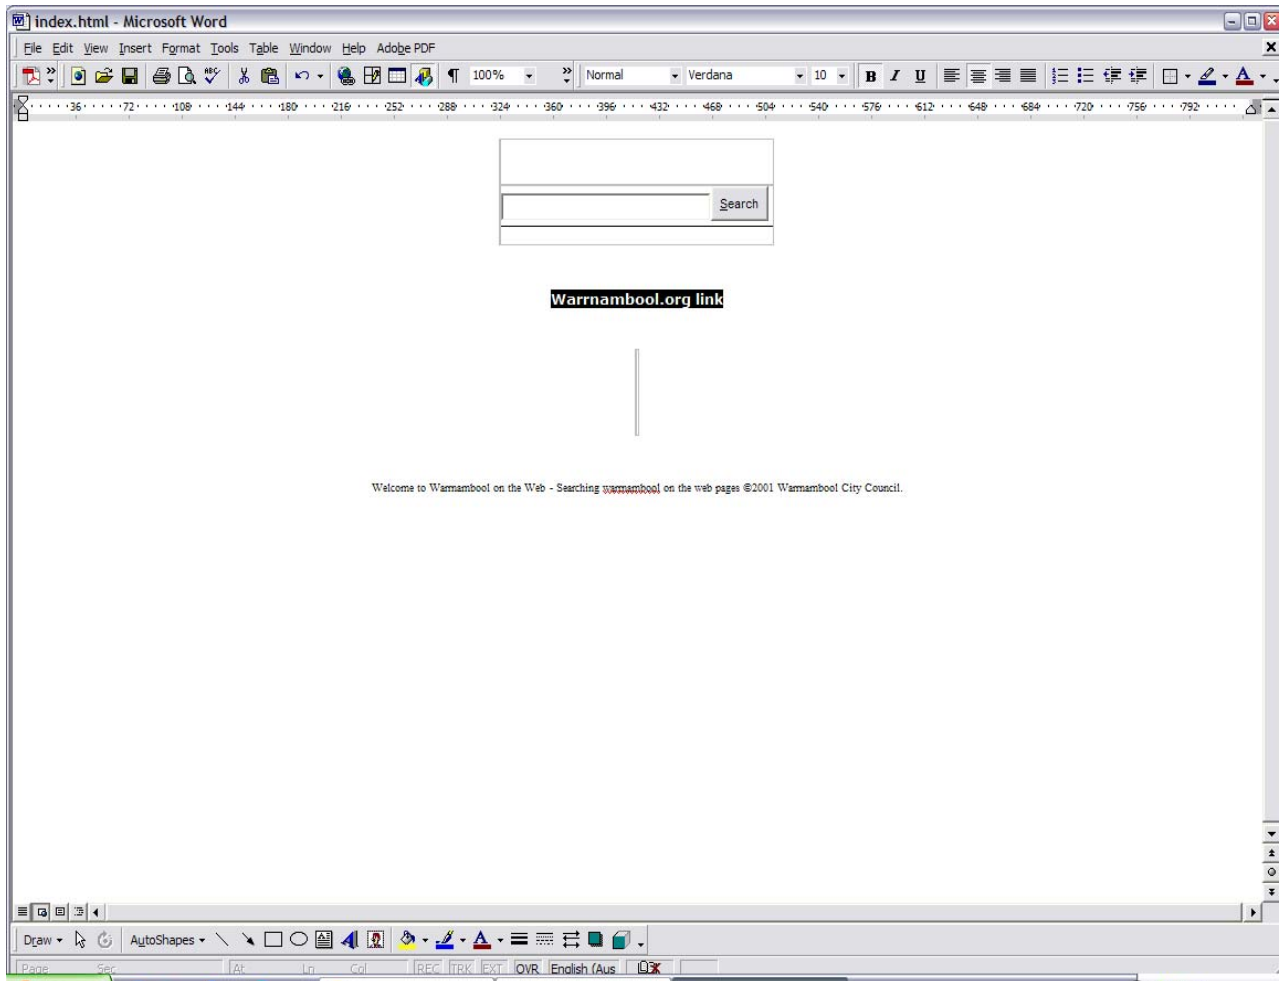 index.html - Microsoft Word
File Edit View Insert Format Tools Table Window Help Adobe PDF
100% Normal Verdana 10 B I U A
36 72 108 144 180 216 252 288 324 360 396 432 468 504 540 576 612 648 684 720 756 792
Search
Warrnambool.org link
Welcome to Warrnambool on the Web - Searching warrnambool on the web pages ©2001 Warrnambool City Council.
Draw AutoShapes A A
Page Sec At Ln Col REC TRK EXT OVR English (Aus